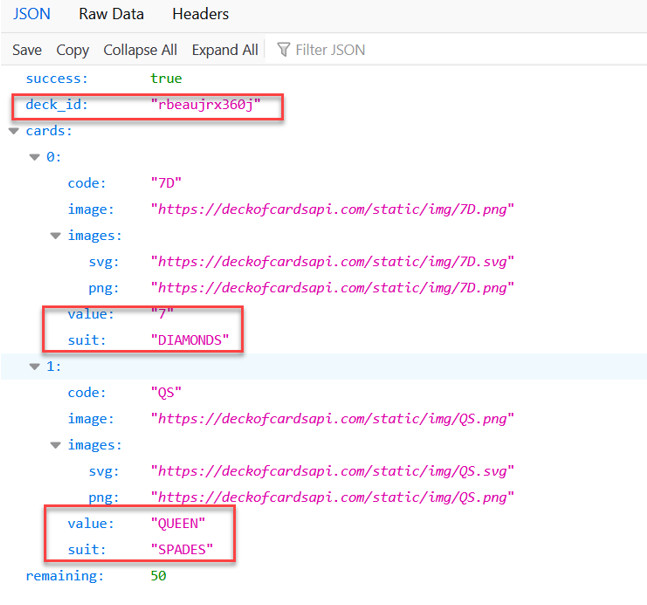 JSON Raw Data Headers
Save Copy Collapse All Expand All Filter JSON
success: true
deck_id: "rbeaujrx360j"
cards:
0:
code: "7D"
image: "https://deckofcardsapi.com/static/img/7D.png"
images:
svg: "https://deckofcardsapi.com/static/img/7D.svg"
png: "https://deckofcardsapi.com/static/img/7D.png"
value: "7"
suit: "DIAMONDS"
1:
code: "QS"
image: "https://deckofcardsapi.com/static/img/QS.png"
images:
svg: "https://deckofcardsapi.com/static/img/QS.svg"
png: "https://deckofcardsapi.com/static/img/QS.png"
value: "QUEEN"
suit: "SPADES"
remaining: 50